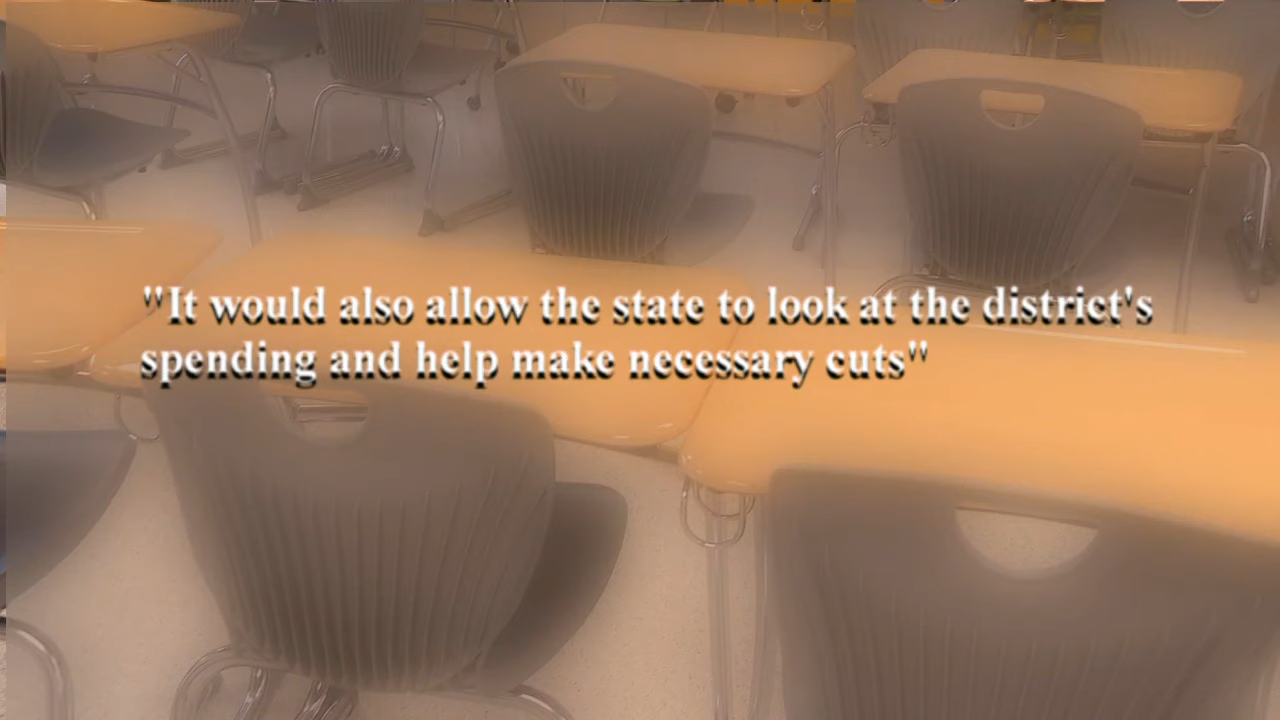 "It would also allow the state to look at the district's
spending and help make necessary cuts"